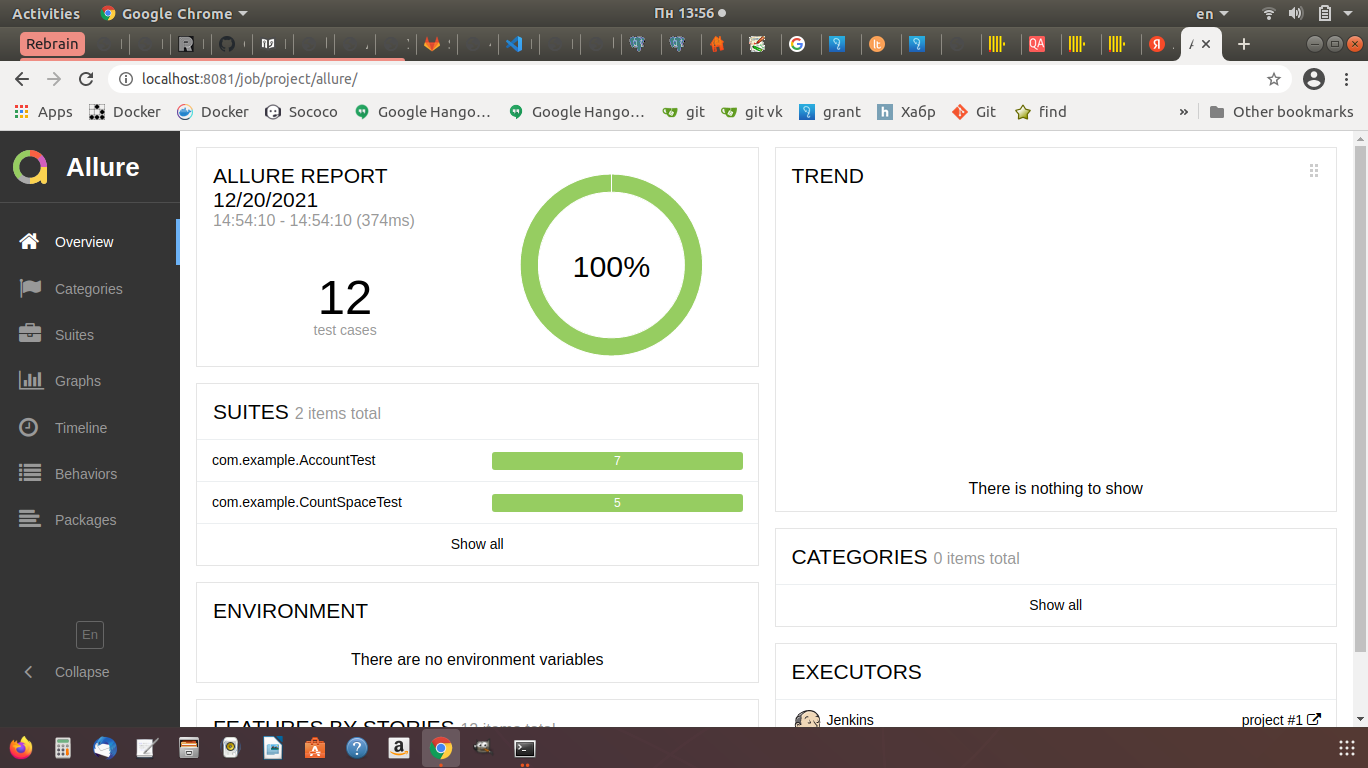 Activities
Google Chrome
Пн 13:56
en
Rebrain
localhost:8081/job/project/allure/
Apps
Docker
Docker
Sococo
Google Hango…
Google Hango…
git
git vk
grant
Хабр
Git
find
»
Other bookmarks
Allure
Overview
Categories
Suites
Graphs
Timeline
Behaviors
Packages
En
Collapse
ALLURE REPORT
12/20/2021
14:54:10 - 14:54:10 (374ms)
12
test cases
100%
SUITES 2 items total
com.example.AccountTest 7
com.example.CountSpaceTest 5
Show all
ENVIRONMENT
There are no environment variables
FEATURES BY STORIES 12 items total
TREND
There is nothing to show
CATEGORIES 0 items total
Show all
EXECUTORS
Jenkins project #1